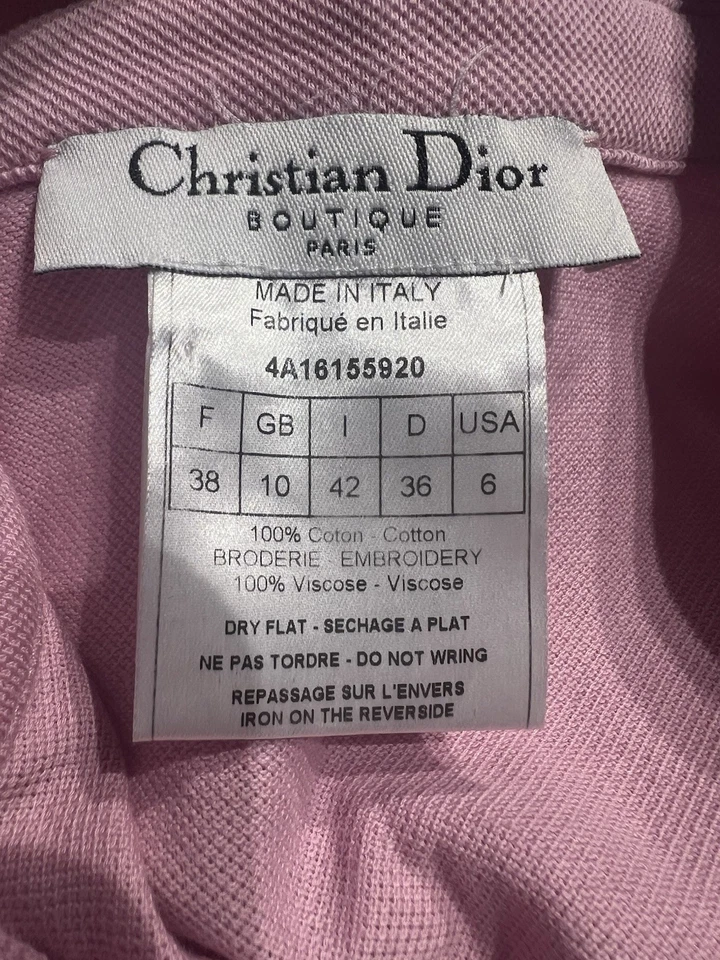 Christian Dior
BOUTIQUE
PARIS
MADE IN ITALY
Fabriqué en Italie
4A16155920
F GB I D USA
38 10 42 36 6
100% Coton - Cotton
BRODERIE - EMBROIDERY
100% Viscose - Viscose
DRY FLAT - SECHAGE A PLAT
NE PAS TORDRE - DO NOT WRING
REPASSAGE SUR L'ENVERS
IRON ON THE REVERSIDE